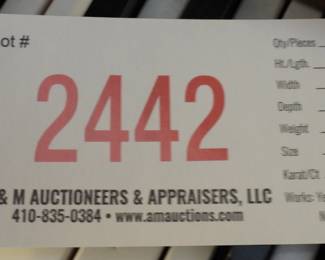 ot #
2442
& M AUCTIONEERS & APPRAISERS, LLC
410-835-0384 • www.amauctions.com
Qty/Pieces
Ht./Lgth.
Width
Depth
Weight
Size
Karat/Ct
Works: Ye
N